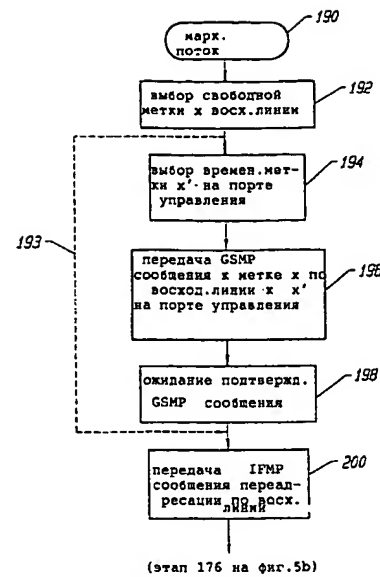 190
марк.
поток
192
выбор свободной
метки x восх.линии
194
выбор времен.мет-
ки x' на порте
управления
193
196
передача GSMP
сообщения к метке x по
восход.линии к x'
на порте управления
198
ожидание подтвержд.
GSMP сообщения
200
передача IFMP
сообщения переад-
ресации по восх.
линии
(этап 176 на фиг.5b)